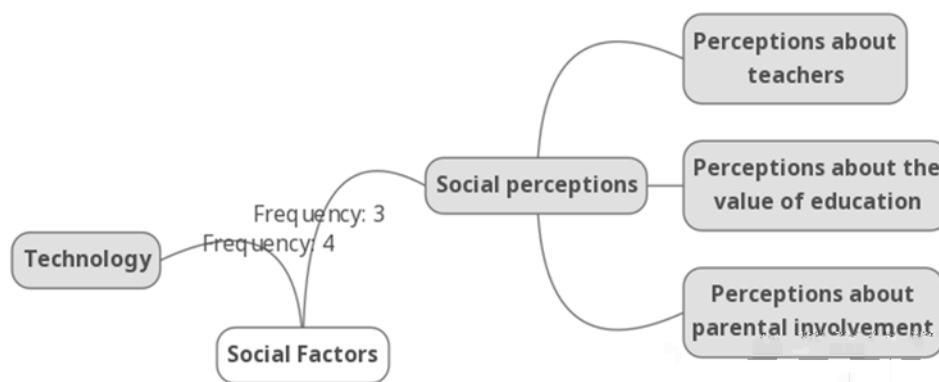 Perceptions about
teachers
Perceptions about the
value of education
Social perceptions
Frequency: 3
Frequency: 4
Technology
Perceptions about
parental involvement
Social Factors